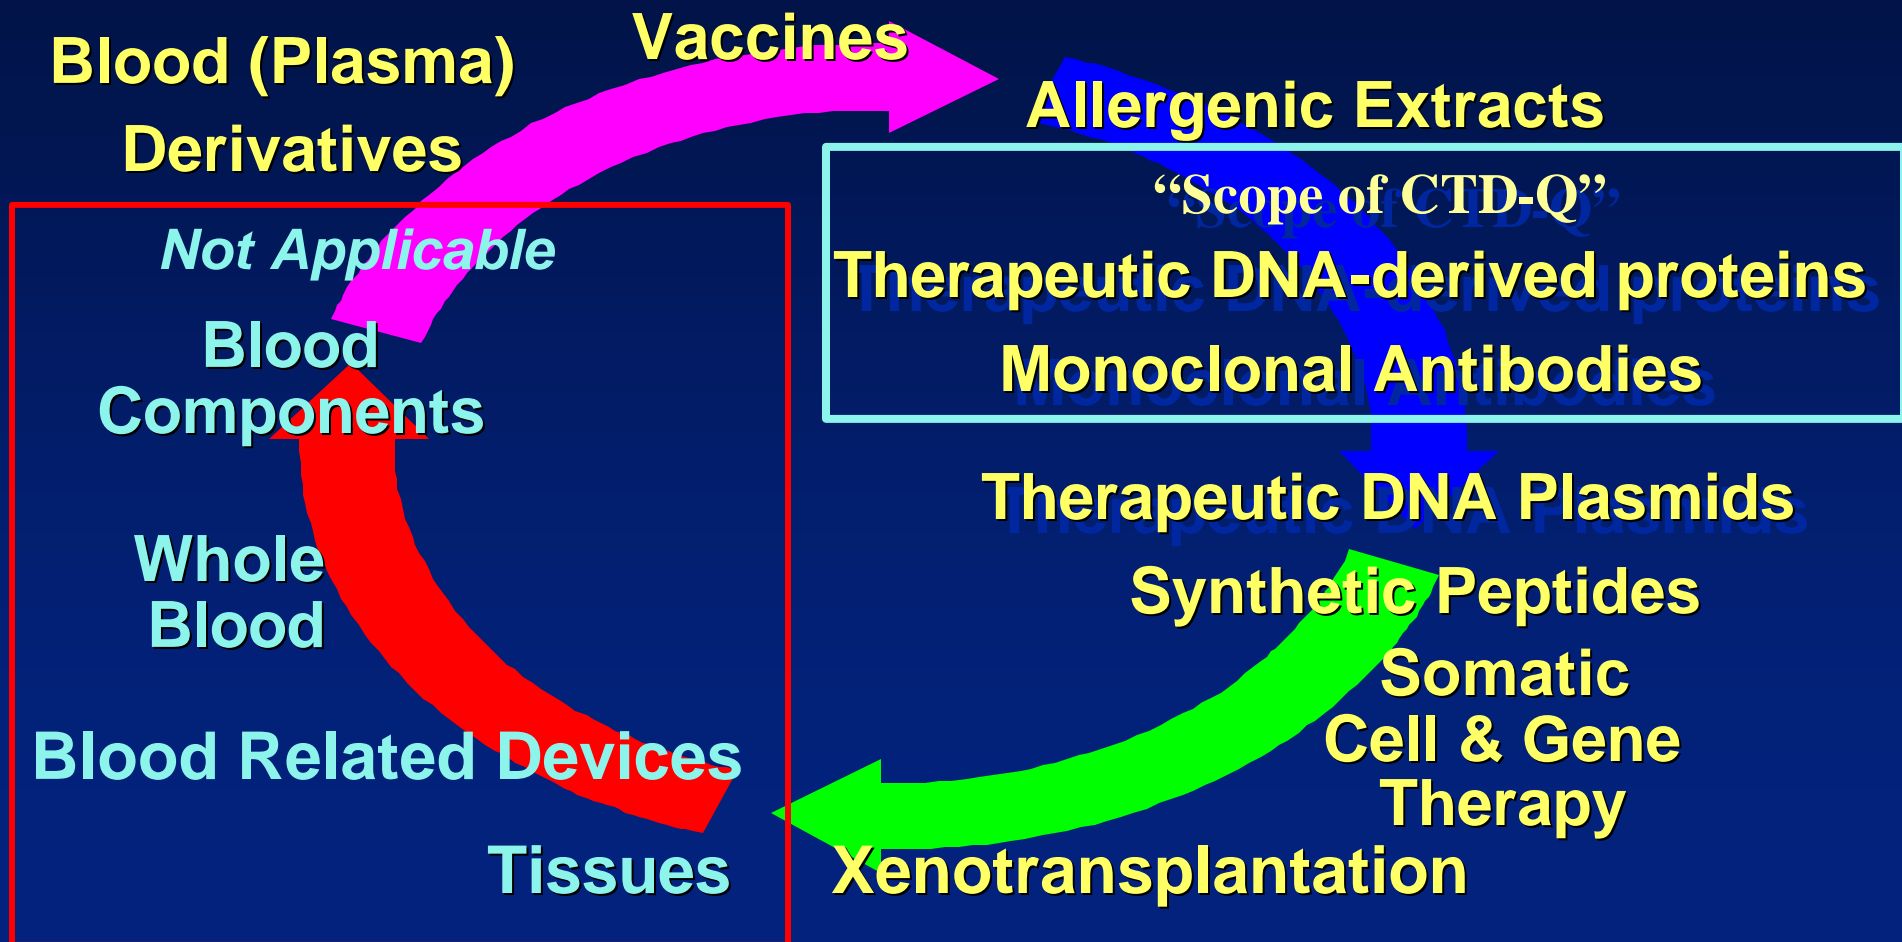 Vaccines
Blood (Plasma)
Derivatives
Allergenic Extracts
“Scope of CTD-Q”
Therapeutic DNA-derived proteins
Monoclonal Antibodies
Therapeutic DNA Plasmids
Synthetic Peptides
Somatic
Cell & Gene
Therapy
Xenotransplantation
Not Applicable
Blood
Components
Whole
Blood
Blood Related Devices
Tissues